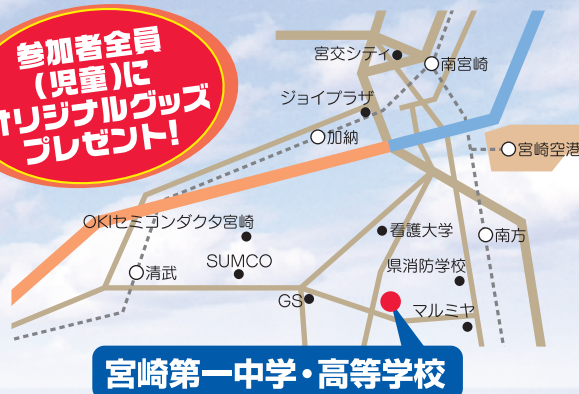 参加者全員
(児童)に
オリジナルグッズ
プレゼント!
宮交シティ
南宮崎
ジョイプラザ
加納
宮崎空港
OKIセミコンダクタ宮崎
看護大学
南方
清武
SUMCO
県消防学校
GS
マルミヤ
宮崎第一中学・高等学校